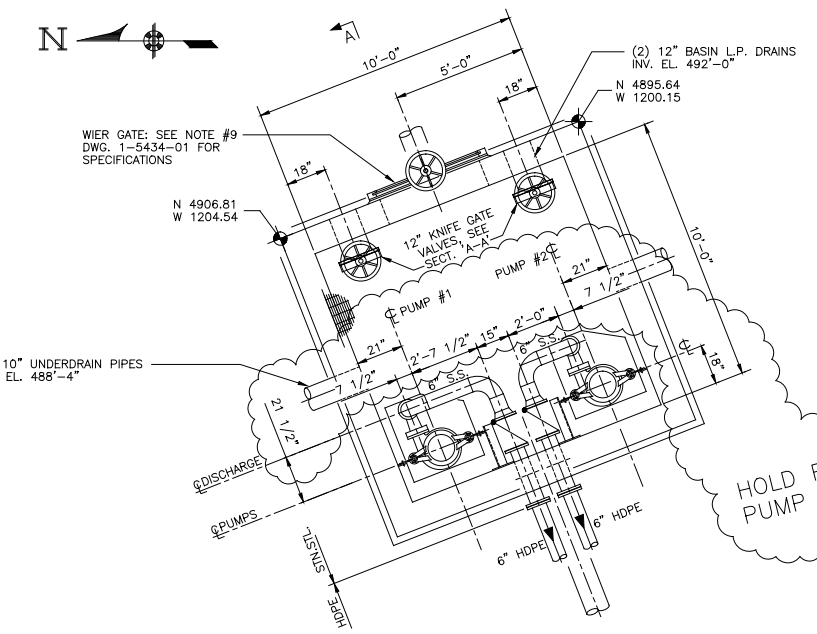 N
A
10'-0"
5'-0"
18"
(2) 12" BASIN L.P. DRAINS
INV. EL. 492'-0"
N 4895.64
W 1200.15
WIER GATE: SEE NOTE #9
DWG. 1-5434-01 FOR
SPECIFICATIONS
18"
N 4906.81
W 1204.54
12" KNIFE GATE
VALVES, SEE
SECT. 'A-A'
10'-0"
PUMP #2
℄
21"
7 1/2"
℄ PUMP #1
2'-0"
15"
2'-7 1/2"
21"
7 1/2"
6" S.S.
6" S.S.
℄
18"
10" UNDERDRAIN PIPES
EL. 488'-4"
21 1/2"
℄DISCHARGE
℄PUMPS
STN.STL.
HDPE
6" HDPE
6" HDPE
HOLD
PUMP